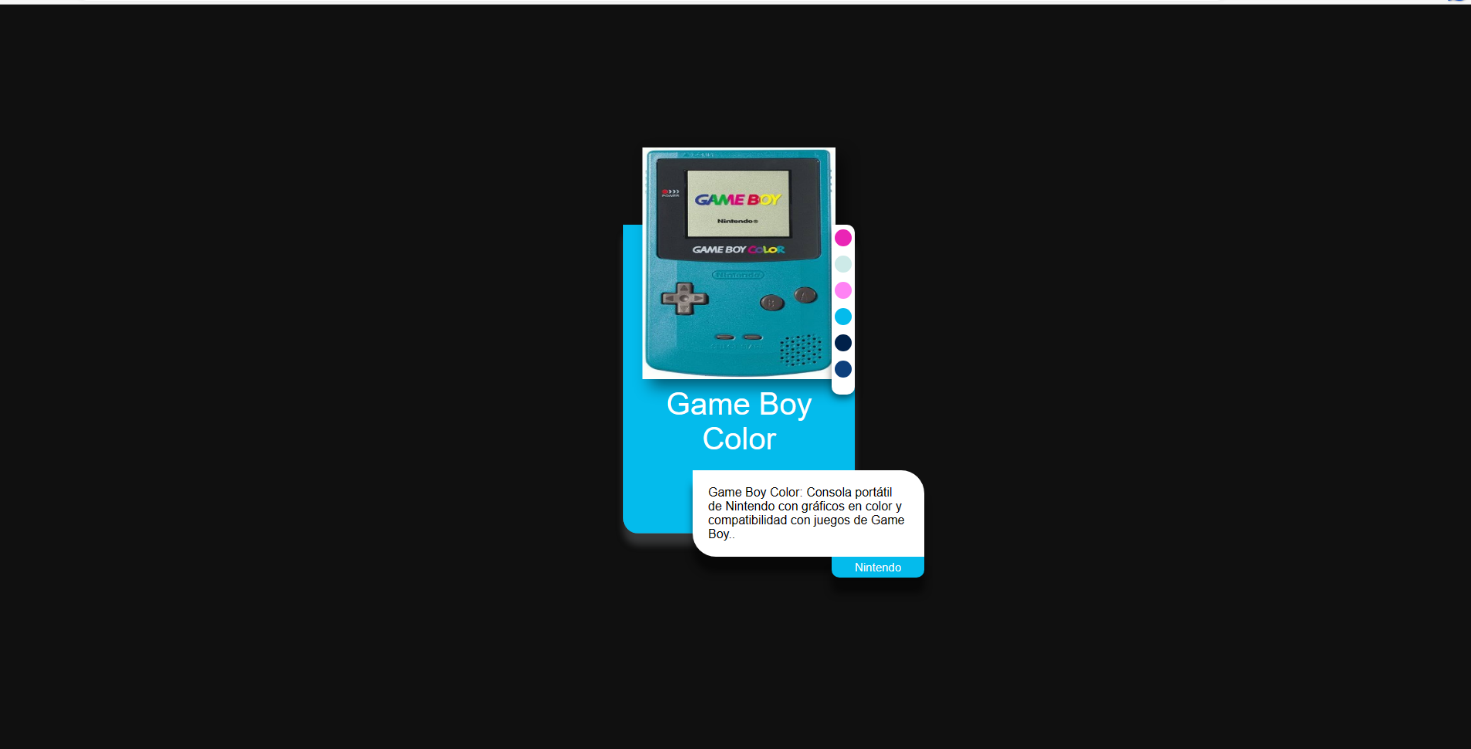 POWER
GAME BOY
Nintendo®
GAME BOY COLOR
Nintendo
Game Boy
Color
Game Boy Color: Consola portátil
de Nintendo con gráficos en color y
compatibilidad con juegos de Game
Boy..
Nintendo